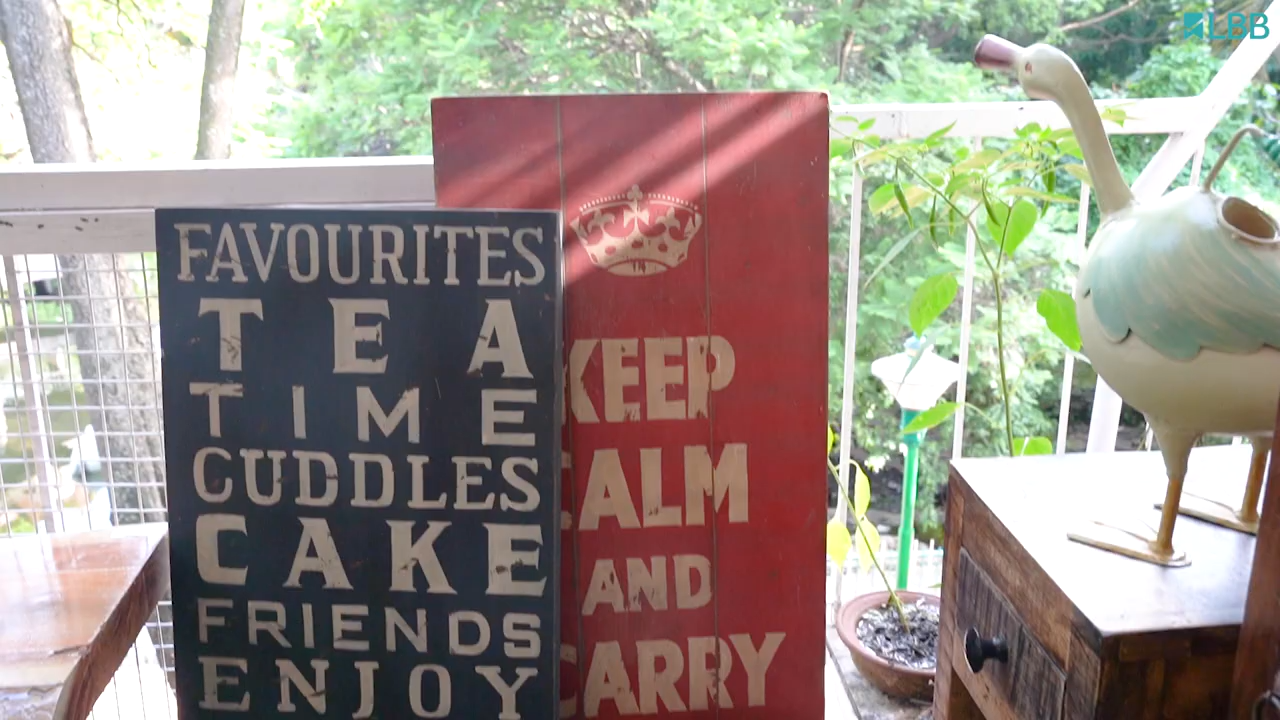 LBB
FAVOURITES
TEA
TIME
CUDDLES
CAKE
FRIENDS
ENJOY
KEEP
CALM
AND
CARRY